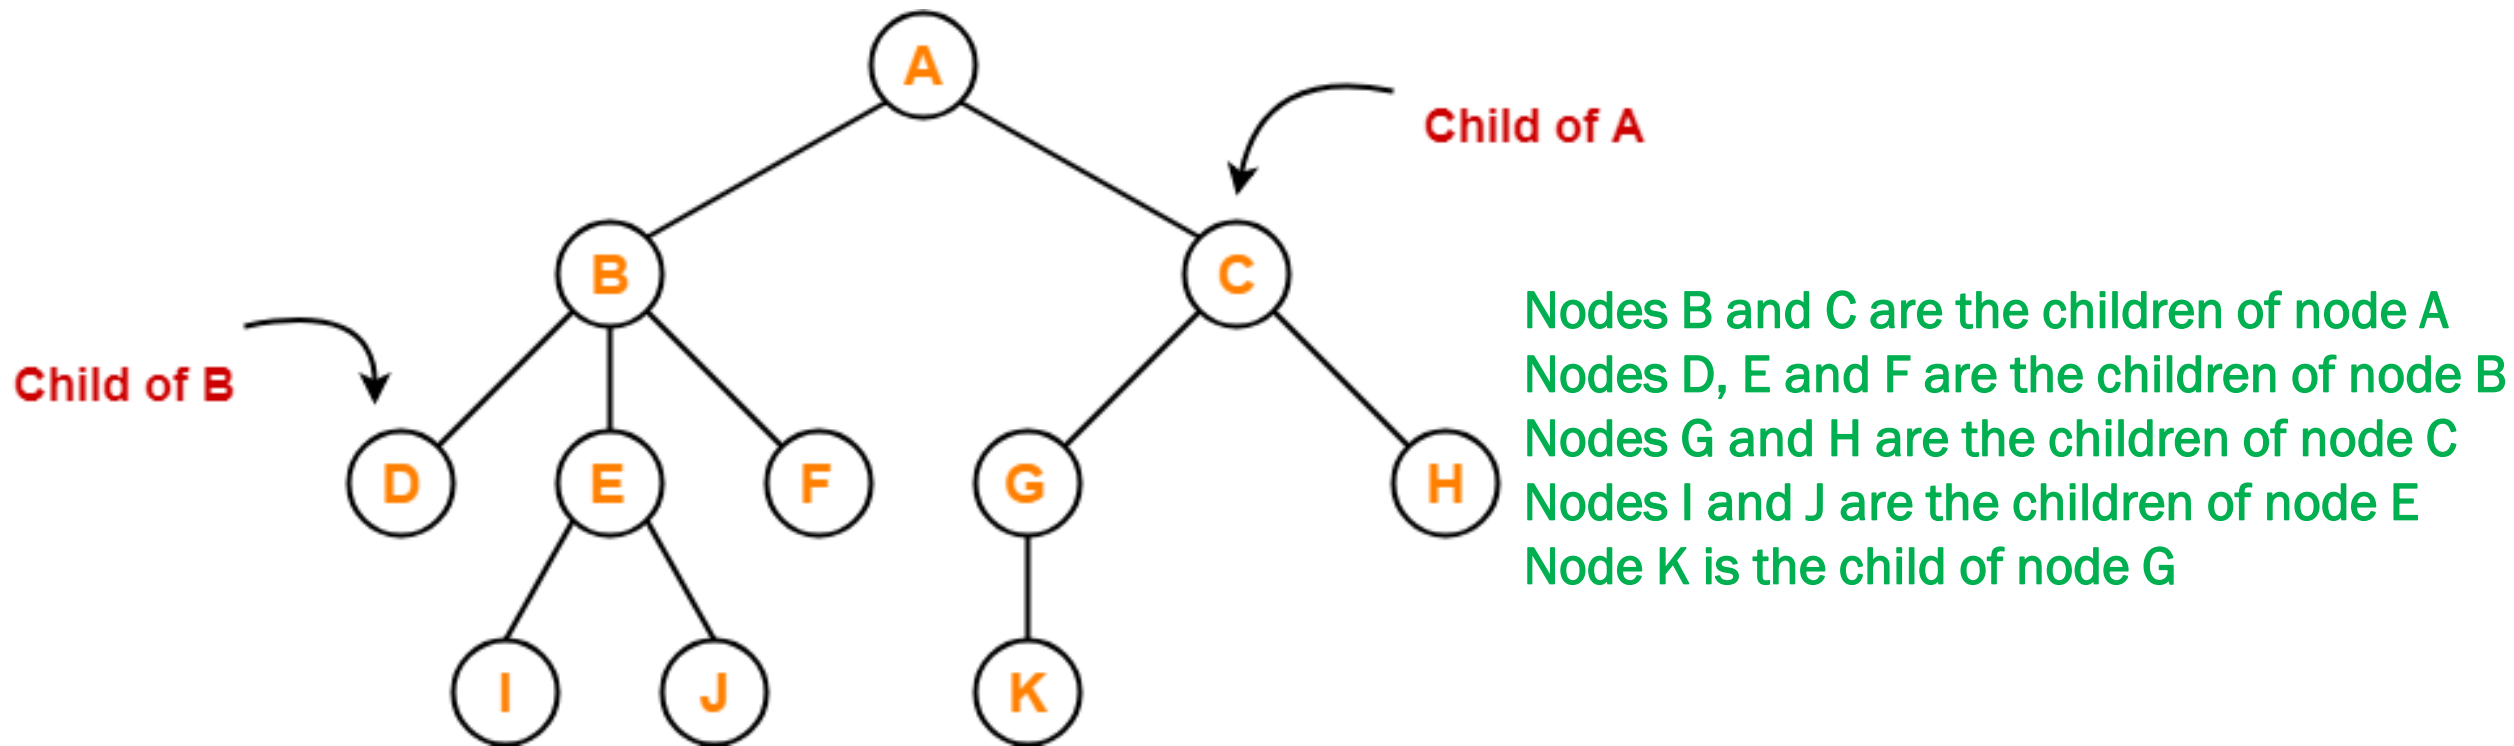 A
Child of A
B
C
Child of B
Nodes B and C are the children of node A
Nodes D, E and F are the children of node B
Nodes G and H are the children of node C
Nodes I and J are the children of node E
Node K is the child of node G
D
E
F
G
H
I
J
K